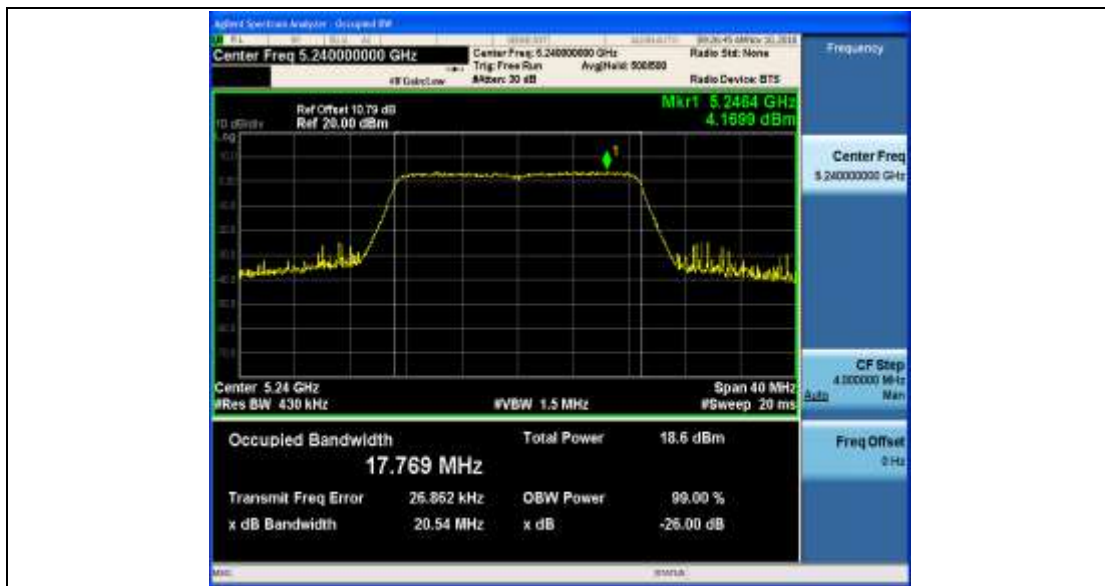 Agilent Spectrum Analyzer - Occupied BW
Center Freq 5.240000000 GHz
Center Freq: 5.240000000 GHz
Radio Std: None
Trig: Free Run
Avg|Hold: 500/500
#IFGain:Low
#Atten: 30 dB
Radio Device: BTS
Frequency
Ref Offset 10.79 dB
Ref 20.00 dBm
Mkr1 5.2464 GHz
4.1699 dBm
10 dB/div
Log
1
Center Freq
5.240000000 GHz
Center 5.24 GHz
Span 40 MHz
#Res BW 430 kHz
#VBW 1.5 MHz
#Sweep 20 ms
CF Step
4.000000 MHz
Auto Man
Occupied Bandwidth
Total Power 18.6 dBm
17.769 MHz
Freq Offset
0 Hz
Transmit Freq Error 26.862 kHz
OBW Power 99.00 %
x dB Bandwidth 20.54 MHz
x dB -26.00 dB
MSG
STATUS